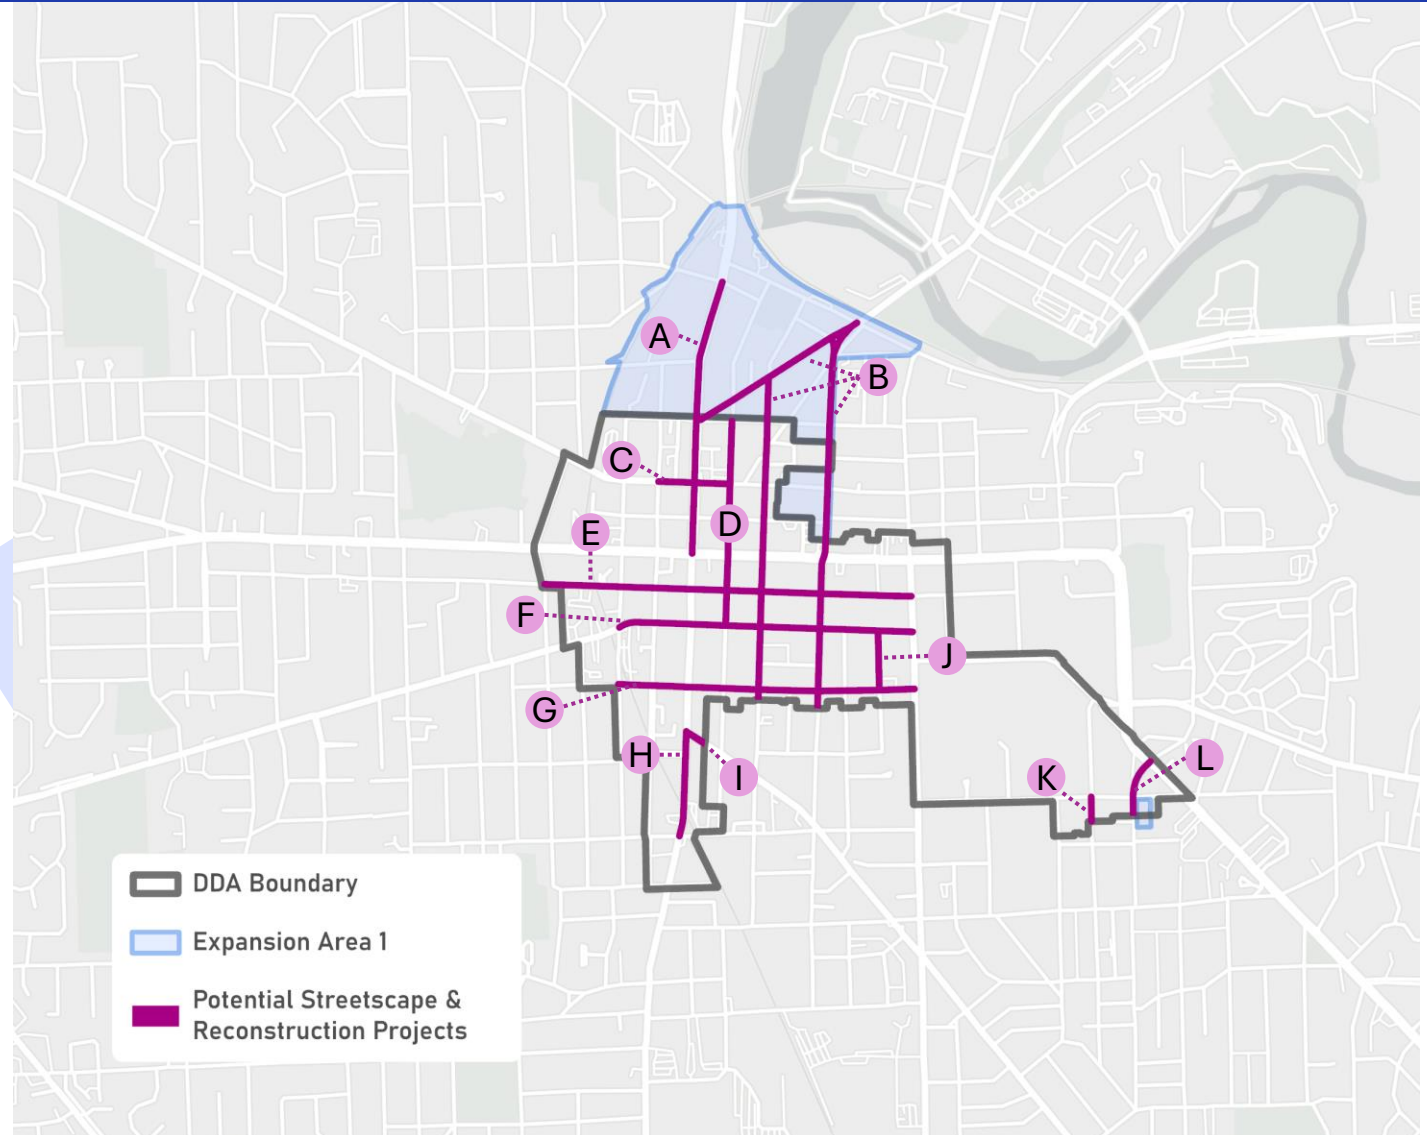 A
B
C
D
E
F
J
G
H
I
K
L
DDA Boundary
Expansion Area 1
Potential Streetscape &
Reconstruction Projects